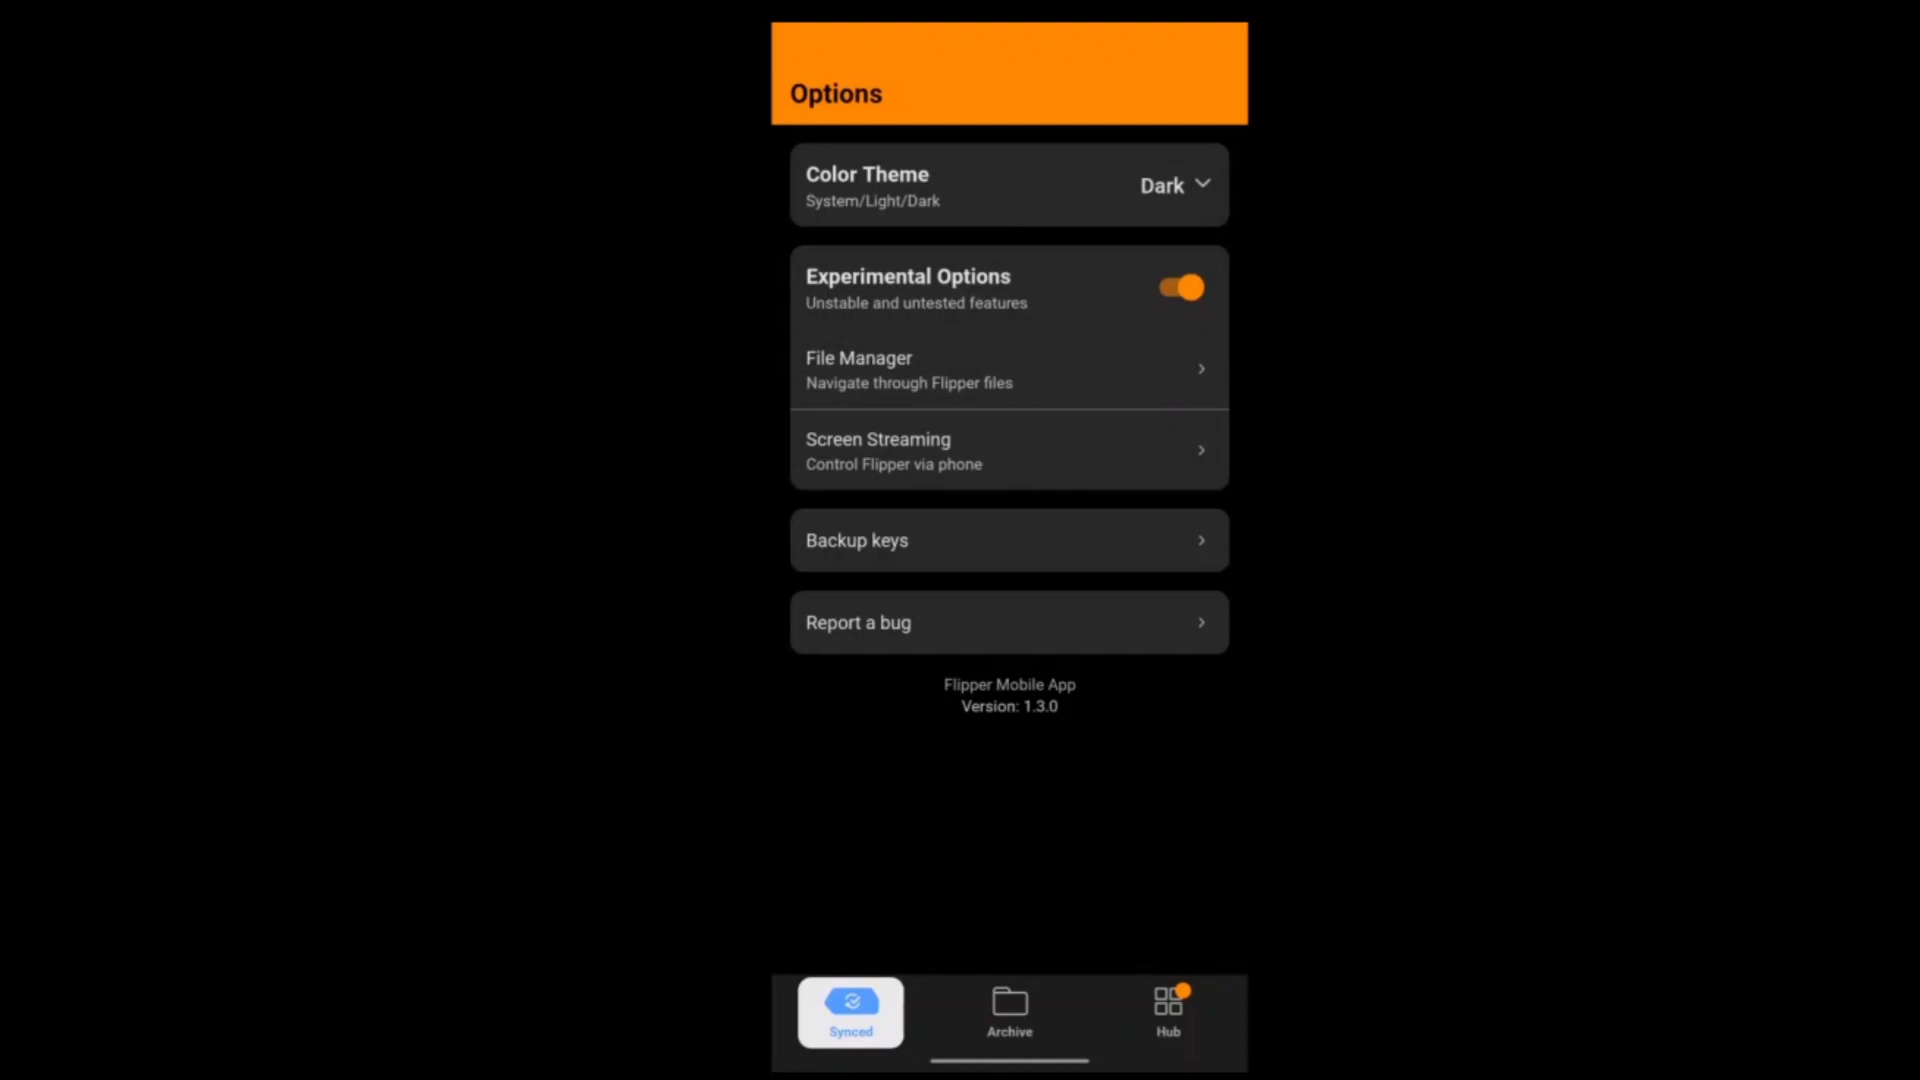 Options
Color Theme
System/Light/Dark
Dark
Experimental Options
Unstable and untested features
File Manager
Navigate through Flipper files
Screen Streaming
Control Flipper via phone
Backup keys
Report a bug
Flipper Mobile App
Version: 1.3.0
Synced
Archive
Hub